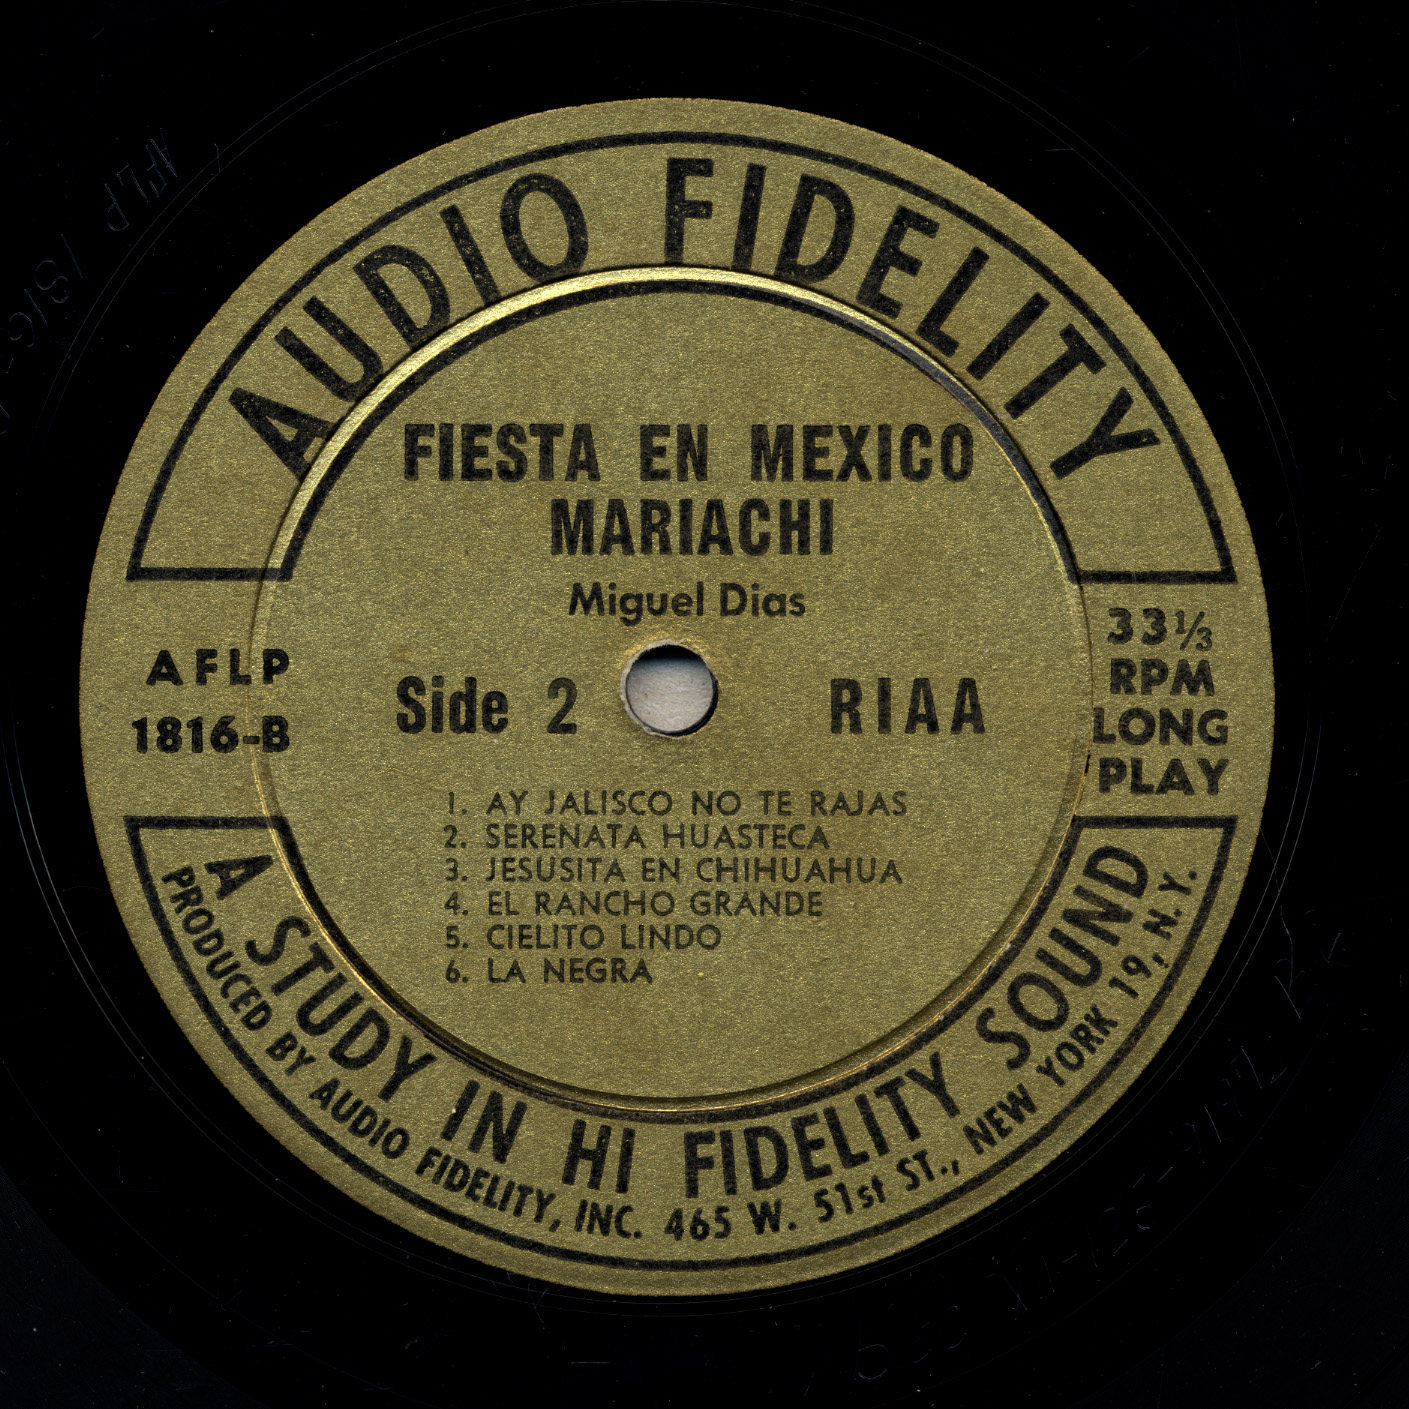 AUDIO FIDELITY
FIESTA EN MEXICO
MARIACHI
Miguel Dias
AFLP
1816-B
Side 2
RIAA
33⅓
RPM
LONG
PLAY
1. AY JALISCO NO TE RAJAS
2. SERENATA HUASTECA
3. JESUSITA EN CHIHUAHUA
4. EL RANCHO GRANDE
5. CIELITO LINDO
6. LA NEGRA
A STUDY IN HI FIDELITY SOUND
PRODUCED BY AUDIO FIDELITY, INC. 465 W. 51st ST., NEW YORK 19, N.Y.
AFLP 1816